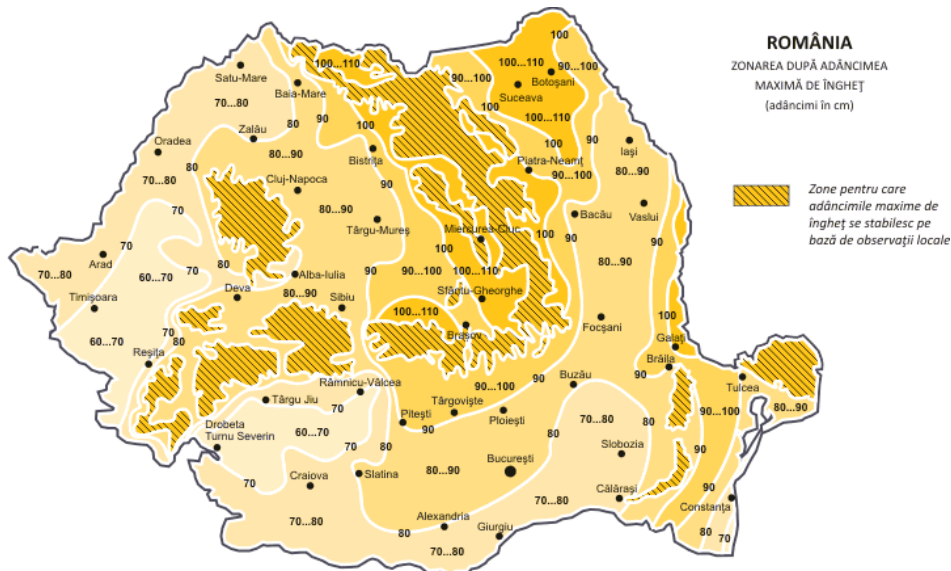 ROMÂNIA
ZONAREA DUPĂ ADÂNCIMEA
MAXIMĂ DE ÎNGHEŢ
(adâncimi în cm)
Zone pentru care
adâncimile maxime de
îngheţ se stabilesc pe
bază de observaţii locale
100
100...110
90...100
100...110
90...100
Satu-Mare
Botoşani
Baia-Mare
Suceava
70...80
80
90
100
100
100...110
Zalău
Oradea
80...90
Bistriţa
90
Iaşi
80
Piatra-Neamţ
80...90
70...80
Cluj-Napoca
90...100
70
80...90
Bacău
Vaslui
Târgu-Mureş
Miercurea-Ciuc
70
100
Arad
80...90
70...80
60...70
70
80
Alba-Iulia
90
90...100
100...110
Timişoara
Deva
80...90
Sibiu
Sfântu-Gheorghe
100...110
Focşani
100
70
Braşov
60...70
80
Galaţi
Reşiţa
Brăila
90...100
90
Buzău
90
Râmnicu-Vâlcea
Tulcea
Târgu Jiu
70
Târgovişte
80...90
Piteşti
Ploieşti
90...100
Drobeta
Turnu Severin
60...70
90
70...80
80
70
80
80
Slobozia
Bucureşti
90
80...90
70
Craiova
Slatina
90
Călăraşi
70...80
Constanţa
70...80
Alexandria
80
80
Giurgiu
80
70
70...80